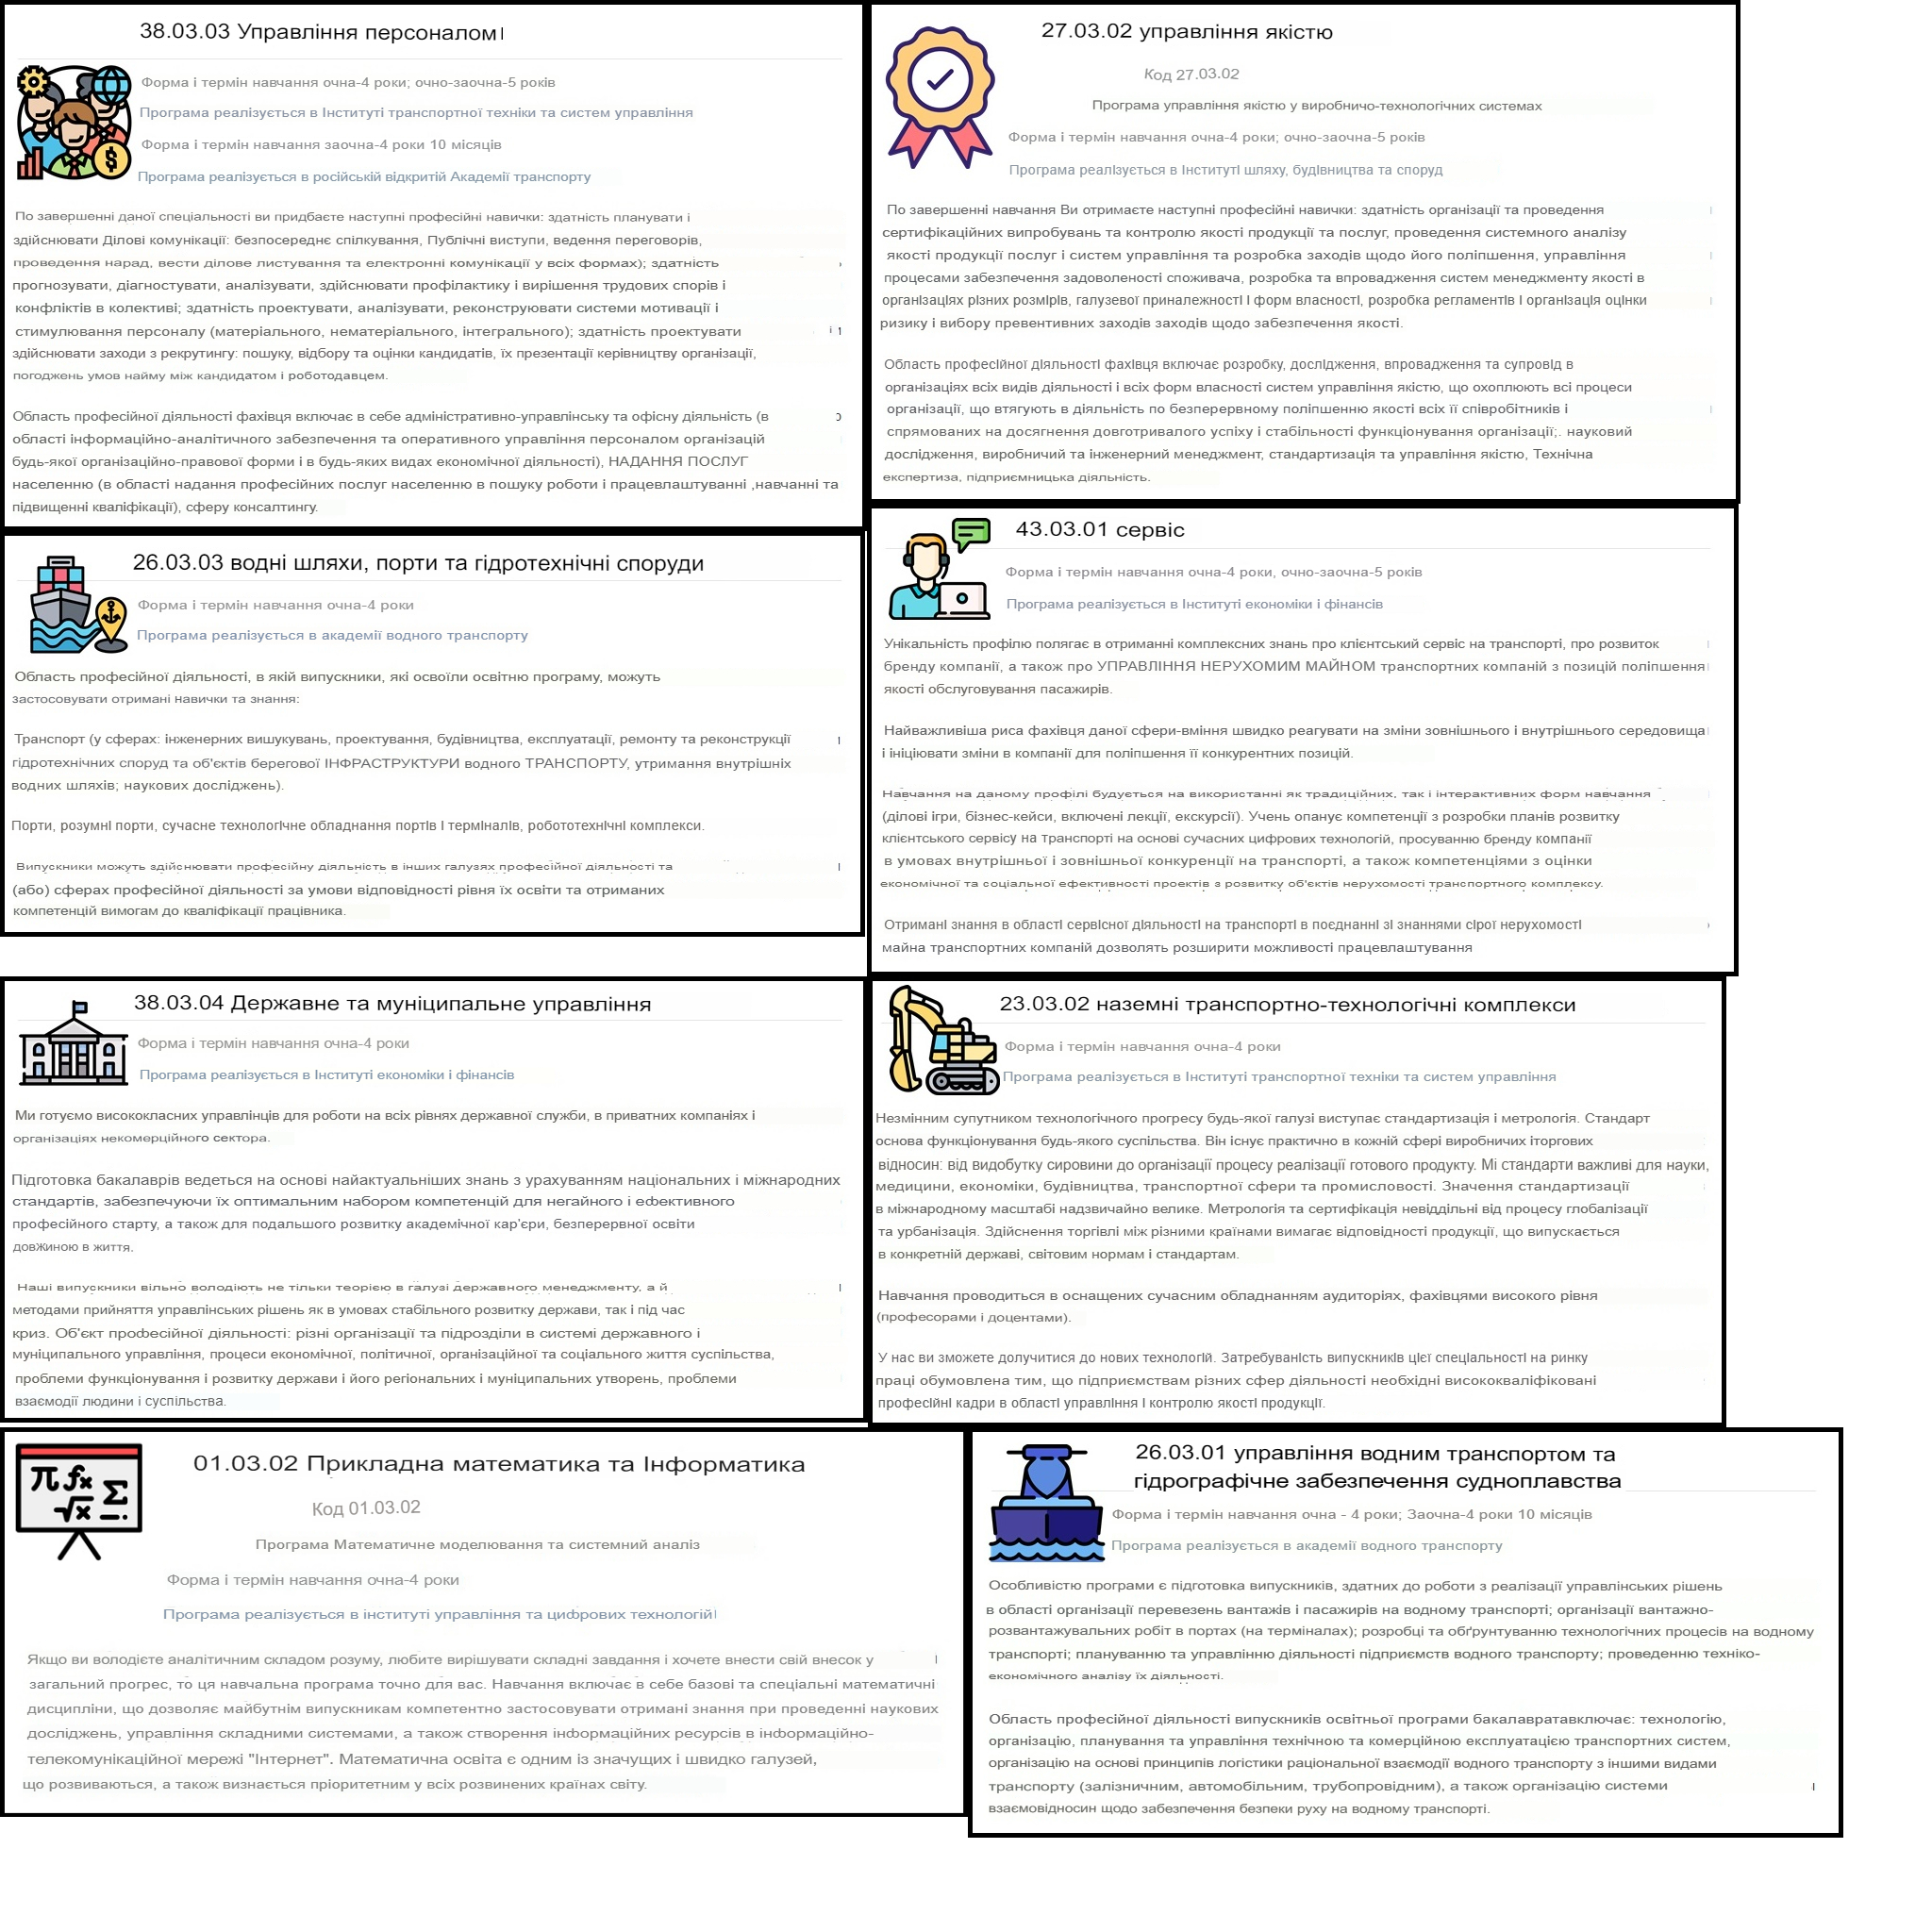 38.03.03 Управління персоналом
Форма і термін навчання очна-4 роки; очно-заочна-5 років
Програма реалізується в Інституті транспортної техніки та систем управління
Форма і термін навчання заочна-4 роки 10 місяців
Програма реалізується в російській відкритій Академії транспорту
По завершенні даної спеціальності ви придбаєте наступні професійні навички: здатність планувати і
здійснювати Ділові комунікації: безпосереднє спілкування, Публічні виступи, ведення переговорів,
проведення нарад, вести ділове листування та електронні комунікації у всіх формах); здатність
прогнозувати, діагностувати, аналізувати, здійснювати профілактику і вирішення трудових спорів і
конфліктів в колективі; здатність проектувати, аналізувати, реконструювати системи мотивації і
стимулювання персоналу (матеріального, нематеріального, інтегрального); здатність проектувати
здійснювати заходи з рекрутингу: пошуку, відбору та оцінки кандидатів, їх презентації керівництву організації,
погоджень умов найму між кандидатом і роботодавцем.
Область професійної діяльності фахівця включає в себе адміністративно-управлінську та офісну діяльність (в
області інформаційно-аналітичного забезпечення та оперативного управління персоналом організацій
будь-якої організаційно-правової форми і в будь-яких видах економічної діяльності), НАДАННЯ ПОСЛУГ
населенню (в області надання професійних послуг населенню в пошуку роботи і працевлаштуванні ,навчанні та
підвищенні кваліфікації), сферу консалтингу.
27.03.02 управління якістю
Код 27.03.02
Програма управління якістю у виробничо-технологічних системах
Форма і термін навчання очна-4 роки; очно-заочна-5 років
Програма реалізується в Інституті шляху, будівництва та споруд
По завершенні навчання Ви отримаєте наступні професійні навички: здатність організації та проведення
сертифікаційних випробувань та контролю якості продукції та послуг, проведення системного аналізу
якості продукції послуг і систем управління та розробка заходів щодо його поліпшення, управління
процесами забезпечення задоволеності споживача, розробка та впровадження систем менеджменту якості в
організаціях різних розмірів, галузевої приналежності і форм власності, розробка регламентів і організація оцінки
ризику і вибору превентивних заходів заходів щодо забезпечення якості.
Область професійної діяльності фахівця включає розробку, дослідження, впровадження та супровід в
організаціях всіх видів діяльності і всіх форм власності систем управління якістю, що охоплюють всі процеси
організації, що втягують в діяльність по безперервному поліпшенню якості всіх її співробітників і
спрямованих на досягнення довготривалого успіху і стабільності функціонування організації;. науковий
дослідження, виробничий та інженерний менеджмент, стандартизація та управління якістю, Технічна
експертиза, підприємницька діяльність.
26.03.03 водні шляхи, порти та гідротехнічні споруди
Форма і термін навчання очна-4 роки
Програма реалізується в академії водного транспорту
Область професійної діяльності, в якій випускники, які освоїли освітню програму, можуть
застосовувати отримані навички та знання:
Транспорт (у сферах: інженерних вишукувань, проектування, будівництва, експлуатації, ремонту та реконструкції
гідротехнічних споруд та об'єктів берегової ІНФРАСТРУКТУРИ водного ТРАНСПОРТУ, утримання внутрішніх
водних шляхів; наукових досліджень).
Порти, розумні порти, сучасне технологічне обладнання портів і терміналів, робототехнічні комплекси.
Випускники можуть здійснювати професійну діяльність в інших галузях професійної діяльності та
(або) сферах професійної діяльності за умови відповідності рівня їх освіти та отриманих
компетенцій вимогам до кваліфікації працівника.
43.03.01 сервіс
Форма і термін навчання очна-4 роки, очно-заочна-5 років
Програма реалізується в Інституті економіки і фінансів
Унікальність профілю полягає в отриманні комплексних знань про клієнтський сервіс на транспорті, про розвиток
бренду компанії, а також про УПРАВЛІННЯ НЕРУХОМИМ МАЙНОМ транспортних компаній з позицій поліпшення
якості обслуговування пасажирів.
Найважливіша риса фахівця даної сфери-вміння швидко реагувати на зміни зовнішнього і внутрішнього середовища
і ініціювати зміни в компанії для поліпшення її конкурентних позицій.
Навчання на даному профілі будується на використанні як традиційних, так і інтерактивних форм навчання
(ділові ігри, бізнес-кейси, включені лекції, екскурсії). Учень опанує компетенції з розробки планів розвитку
клієнтського сервісу на транспорті на основі сучасних цифрових технологій, просуванню бренду компанії
в умовах внутрішньої і зовнішньої конкуренції на транспорті, а також компетенціями з оцінки
економічної та соціальної ефективності проектів з розвитку об'єктів нерухомості транспортного комплексу.
Отримані знання в області сервісної діяльності на транспорті в поєднанні зі знаннями сірої нерухомості
майна транспортних компаній дозволять розширити можливості працевлаштування
38.03.04 Державне та муніципальне управління
Форма і термін навчання очна-4 роки
Програма реалізується в Інституті економіки і фінансів
Ми готуємо висококласних управлінців для роботи на всіх рівнях державної служби, в приватних компаніях і
організаціях некомерційного сектора.
Підготовка бакалаврів ведеться на основі найактуальніших знань з урахуванням національних і міжнародних
стандартів, забезпечуючи їх оптимальним набором компетенцій для негайного і ефективного
професійного старту, а також для подальшого розвитку академічної кар'єри, безперервної освіти
довжиною в життя.
Наші випускники вільно володіють не тільки теорією в галузі державного менеджменту, а й
методами прийняття управлінських рішень як в умовах стабільного розвитку держави, так і під час
криз. Об'єкт професійної діяльності: різні організації та підрозділи в системі державного і
муніципального управління, процеси економічної, політичної, організаційної та соціального життя суспільства,
проблеми функціонування і розвитку держави і його регіональних і муніципальних утворень, проблеми
взаємодії людини і суспільства.
23.03.02 наземні транспортно-технологічні комплекси
Форма і термін навчання очна-4 роки
Програма реалізується в Інституті транспортної техніки та систем управління
Незмінним супутником технологічного прогресу будь-якої галузі виступає стандартизація і метрологія. Стандарт
основа функціонування будь-якого суспільства. Він існує практично в кожній сфері виробничих іторгових
відносин: від видобутку сировини до організації процесу реалізації готового продукту. Мі стандарти важливі для науки,
медицини, економіки, будівництва, транспортної сфери та промисловості. Значення стандартизації
в міжнародному масштабі надзвичайно велике. Метрологія та сертифікація невіддільні від процесу глобалізації
та урбанізація. Здійснення торгівлі між різними країнами вимагає відповідності продукції, що випускається
в конкретній державі, світовим нормам і стандартам.
Навчання проводиться в оснащених сучасним обладнанням аудиторіях, фахівцями високого рівня
(професорами і доцентами).
У нас ви зможете долучитися до нових технологій. Затребуваність випускників цієї спеціальності на ринку
праці обумовлена тим, що підприємствам різних сфер діяльності необхідні висококваліфіковані
професійні кадри в області управління і контролю якості продукції.
01.03.02 Прикладна математика та Інформатика
Код 01.03.02
Програма Математичне моделювання та системний аналіз
Форма і термін навчання очна-4 роки
Програма реалізується в інституті управління та цифрових технологій
Якщо ви володієте аналітичним складом розуму, любите вирішувати складні завдання і хочете внести свій внесок у
загальний прогрес, то ця навчальна програма точно для вас. Навчання включає в себе базові та спеціальні математичні
дисципліни, що дозволяє майбутнім випускникам компетентно застосовувати отримані знання при проведенні наукових
досліджень, управління складними системами, а також створення інформаційних ресурсів в інформаційно-
телекомунікаційної мережі "Інтернет". Математична освіта є одним із значущих і швидко галузей,
що розвиваються, а також визнається пріоритетним у всіх розвинених країнах світу.
26.03.01 управління водним транспортом та
гідрографічне забезпечення судноплавства
Форма і термін навчання очна - 4 роки; Заочна-4 роки 10 місяців
Програма реалізується в академії водного транспорту
Особливістю програми є підготовка випускників, здатних до роботи з реалізації управлінських рішень
в області організації перевезень вантажів і пасажирів на водному транспорті; організації вантажно-
розвантажувальних робіт в портах (на терміналах); розробці та обґрунтуванню технологічних процесів на водному
транспорті; плануванню та управлінню діяльності підприємств водного транспорту; проведенню техніко-
економічного аналізу їх діяльності.
Область професійної діяльності випускників освітньої програми бакалавратавключає: технологію,
організацію, планування та управління технічною та комерційною експлуатацією транспортних систем,
організацію на основі принципів логістики раціональної взаємодії водного транспорту з іншими видами
транспорту (залізничним, автомобільним, трубопровідним), а також організацію системи
взаємовідносин щодо забезпечення безпеки руху на водному транспорті.